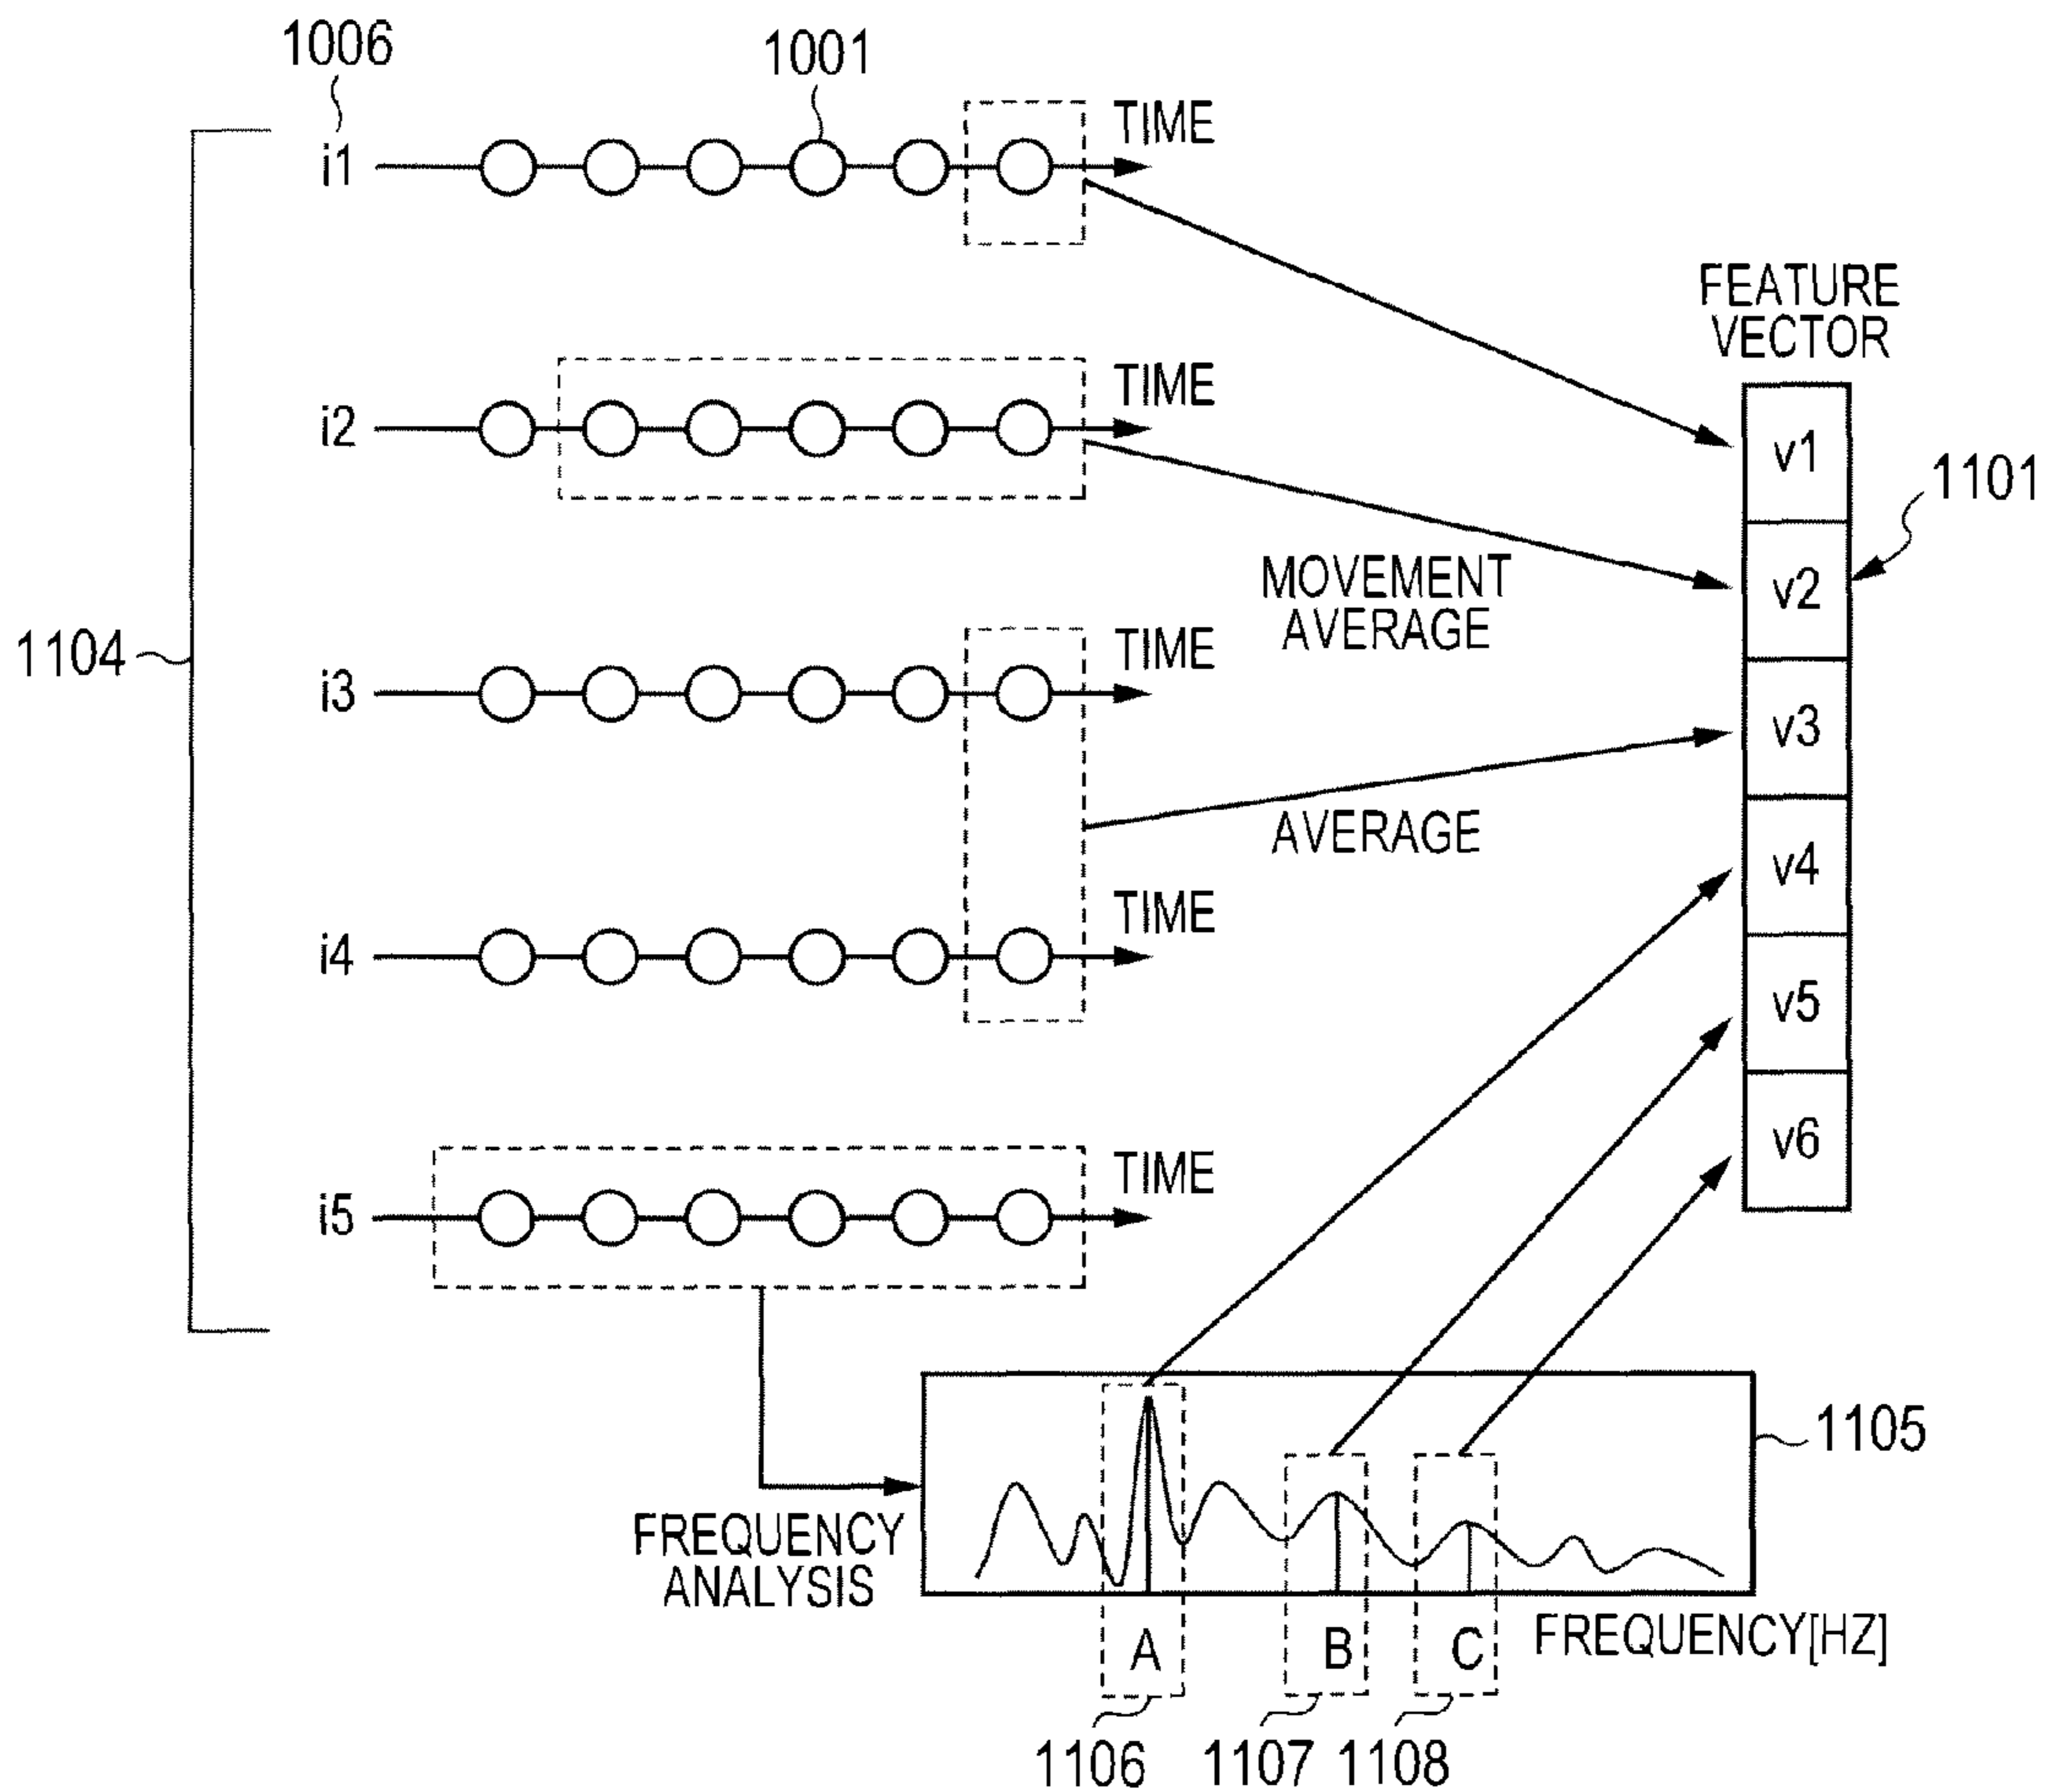 1006
1001
i1
TIME
FEATURE
VECTOR
i2
TIME
v1
1101
MOVEMENT
AVERAGE
v2
1104
i3
TIME
v3
AVERAGE
v4
i4
TIME
v5
v6
i5
TIME
1105
FREQUENCY
ANALYSIS
A
B
C
FREQUENCY[HZ]
1106
1107
1108